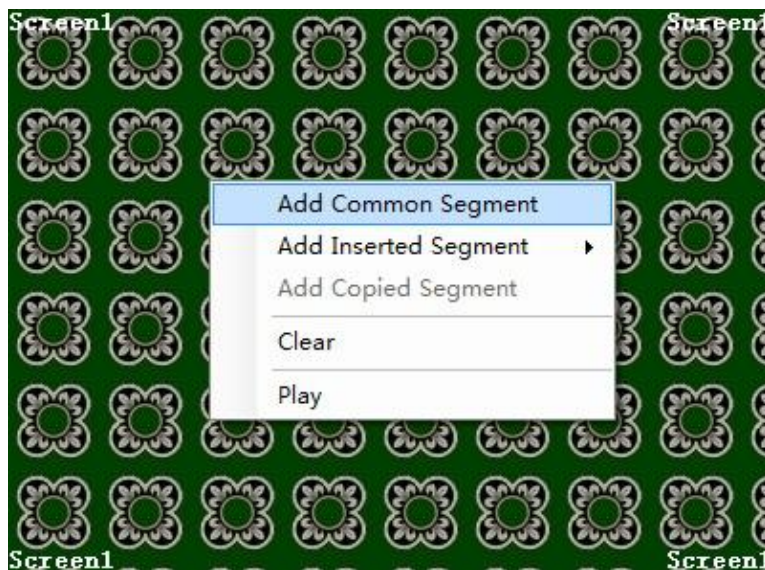 Screen1 Screen1
Add Common Segment
Add Inserted Segment
Add Copied Segment
Clear
Play
Screen1 Screen1